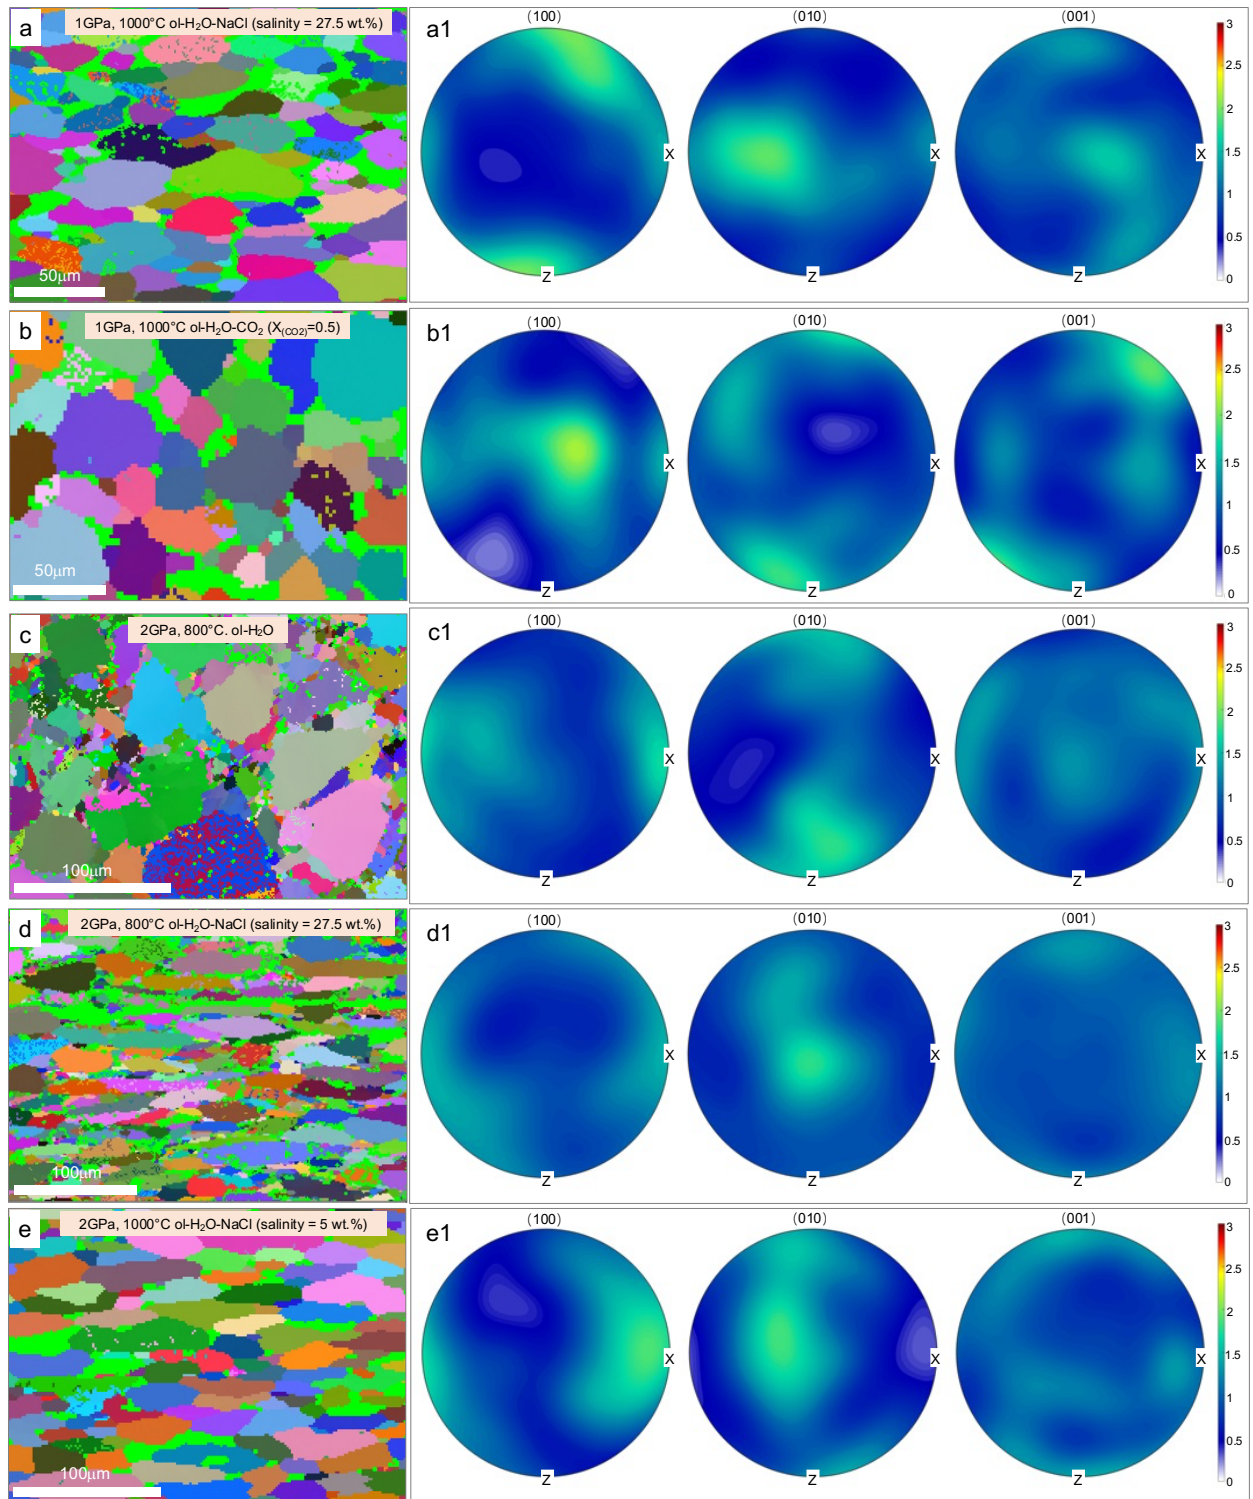 a
1GPa, 1000°C ol-H₂O-NaCl (salinity = 27.5 wt.%)
50μm
a1
(100) (010) (001)
X X X
Z Z Z
3
2.5
2
1.5
1
0.5
0
b
1GPa, 1000°C ol-H₂O-CO₂ (X₍CO2₎=0.5)
50μm
b1
(100) (010) (001)
X X X
Z Z Z
3
2.5
2
1.5
1
0.5
0
c
2GPa, 800°C. ol-H₂O
100μm
c1
(100) (010) (001)
X X X
Z Z Z
3
2.5
2
1.5
1
0.5
0
d
2GPa, 800°C ol-H₂O-NaCl (salinity = 27.5 wt.%)
100μm
d1
(100) (010) (001)
X X X
Z Z Z
3
2.5
2
1.5
1
0.5
0
e
2GPa, 1000°C ol-H₂O-NaCl (salinity = 5 wt.%)
100μm
e1
(100) (010) (001)
X X X
Z Z Z
3
2.5
2
1.5
1
0.5
0